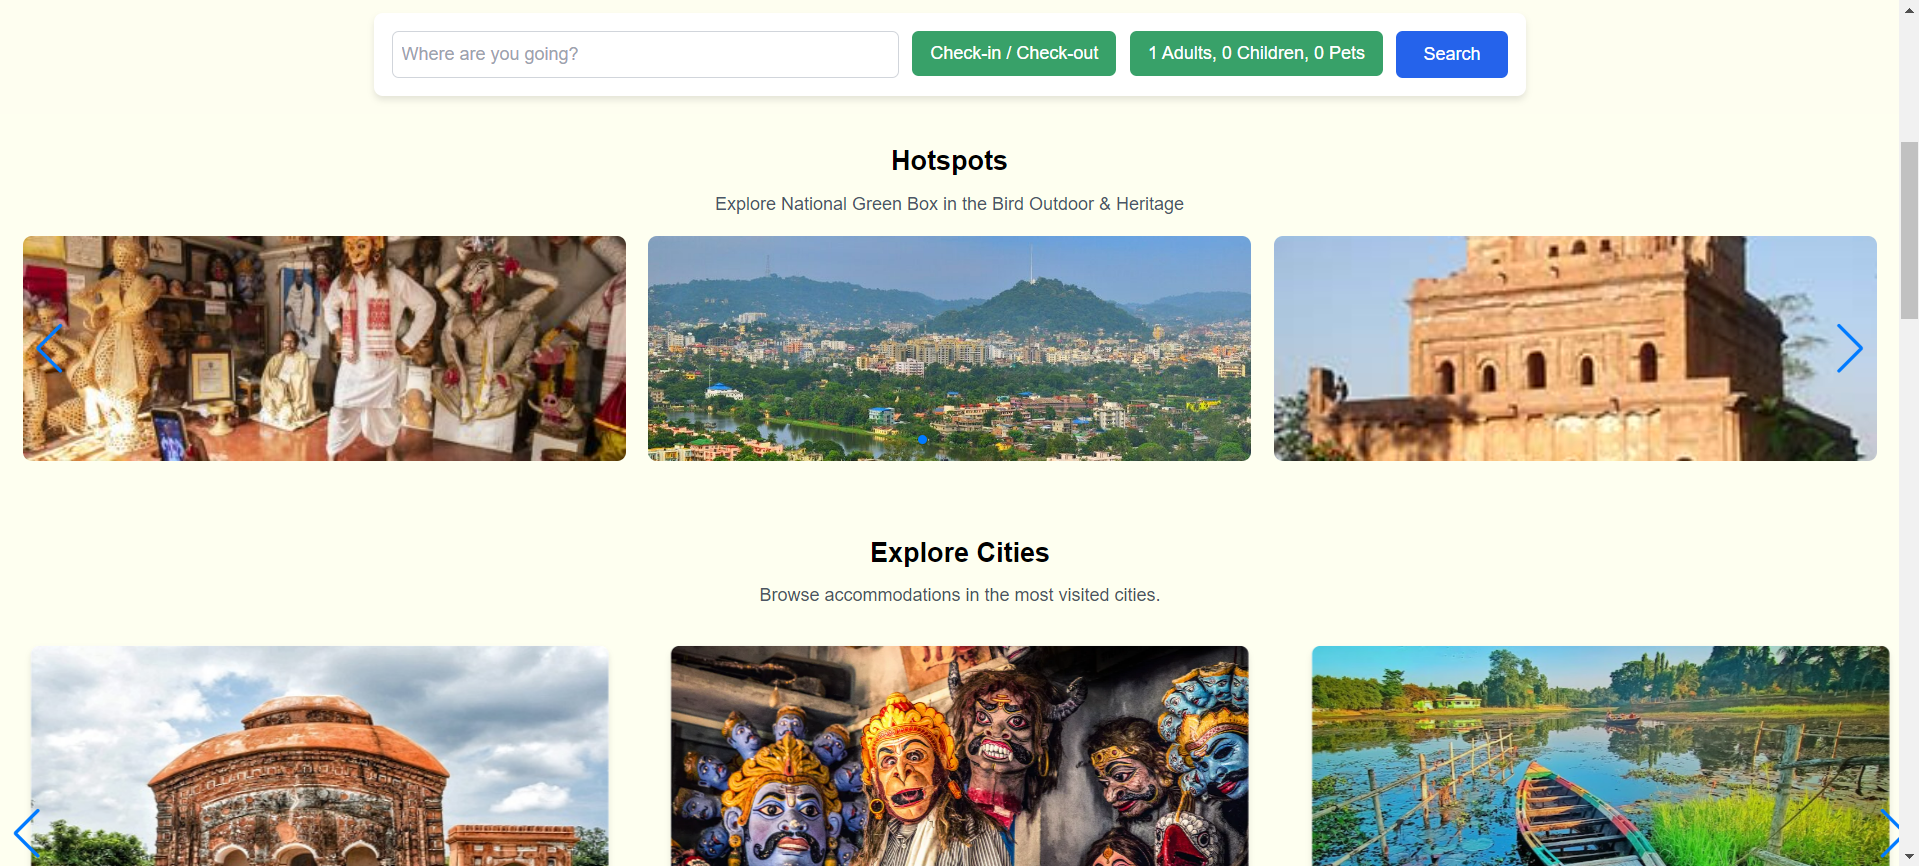 Where are you going?
Check-in / Check-out
1 Adults, 0 Children, 0 Pets
Search
Hotspots
Explore National Green Box in the Bird Outdoor & Heritage
Explore Cities
Browse accommodations in the most visited cities.